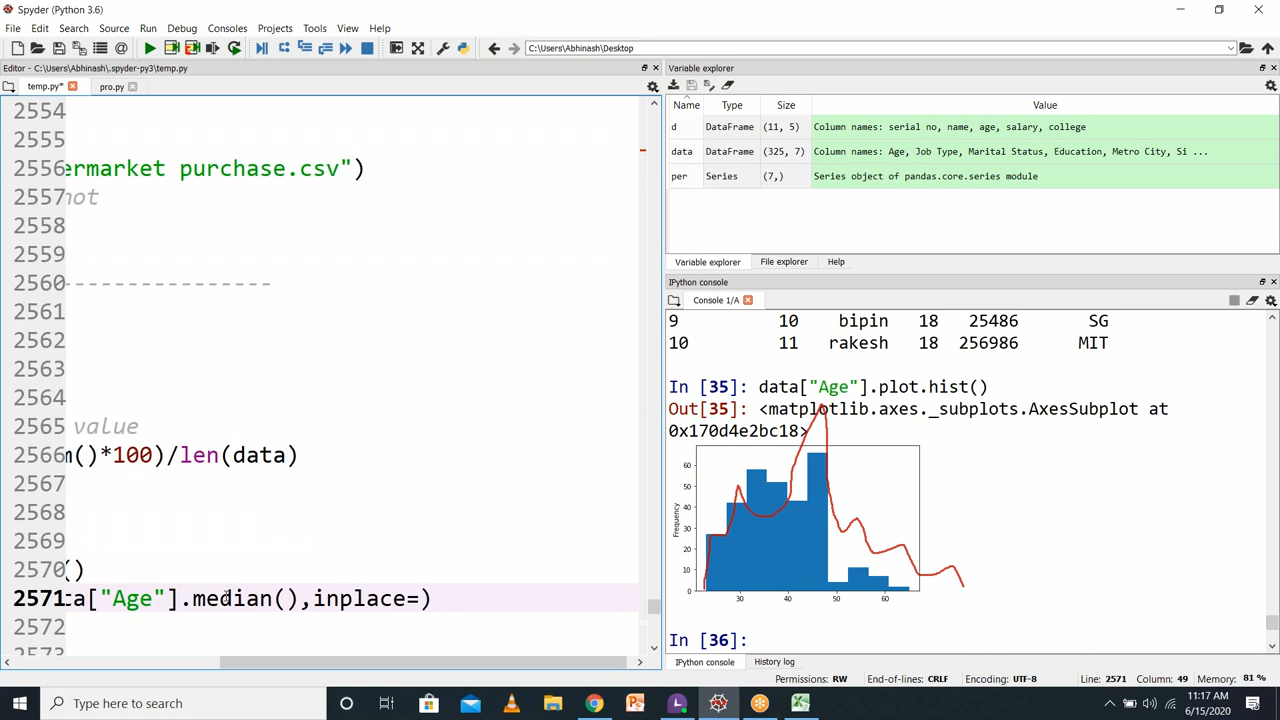 Spyder (Python 3.6)
File Edit Search Source Run Debug Consoles Projects Tools View Help
C:\Users\Abhinash\Desktop
Editor - C:\Users\Abhinash\.spyder-py3\temp.py
temp.py* pro.py
2554
2555
2556 ermarket purchase.csv")
2557 not
2558
2559
2560 ----------------
2561
2562
2563
2564
2565 value
2566 m()*100)/len(data)
2567
2568
2569
2570 ()
2571 ta["Age"].median(),inplace=)
2572
2573
Variable explorer
Name Type Size Value
d DataFrame (11, 5) Column names: serial no, name, age, salary, college
data DataFrame (325, 7) Column names: Age, Job Type, Marital Status, Education, Metro City, Si ...
per Series (7,) Series object of pandas.core.series module
Variable explorer File explorer Help
IPython console
Console 1/A
9 10 bipin 18 25486 SG
10 11 rakesh 18 256986 MIT
In [35]: data["Age"].plot.hist()
Out[35]: <matplotlib.axes._subplots.AxesSubplot at
0x170d4e2bc18>
60
50
40
30
20
10
0
Frequency
30 40 50 60
In [36]:
IPython console History log
Permissions: RW End-of-lines: CRLF Encoding: UTF-8 Line: 2571 Column: 49 Memory: 81 %
Type here to search
11:17 AM
6/15/2020